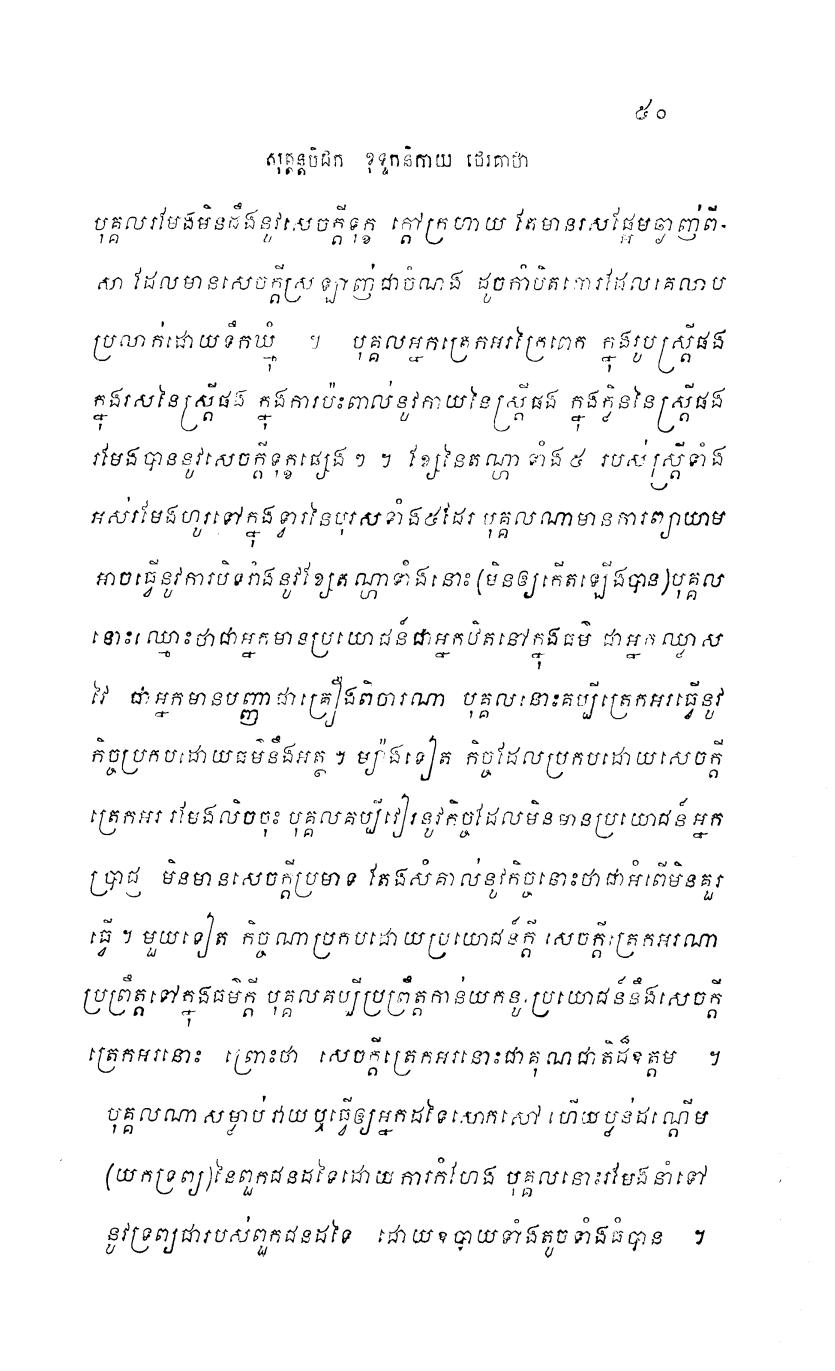 ៥០
សុត្តន្តបិដក ខុទ្ទកនិកាយ ថេរគាថា
បុគ្គលរមែងមិនដឹងនូវសេចក្តីទុក្ខ ក្តៅក្រហាយ តែមានរសផ្អែមឆ្ងាញ់ពី-
សា ដែលមានសេចក្តីស្រឡាញ់ជាចំណង ដូចកាំបិតកោរដែលគេលាប
ប្រលាក់ដោយទឹកឃ្មុំ ។ បុគ្គលអ្នកត្រេកអរក្រៃពេក ក្នុងរូបស្ត្រីផង
ក្នុងរសនៃស្ត្រីផង ក្នុងការប៉ះពាល់នូវកាយនៃស្ត្រីផង ក្នុងក្លិននៃស្ត្រីផង
រមែងបាននូវសេចក្តីទុក្ខផ្សេងៗ ។ ខ្សែនៃតណ្ហាទាំង៥ របស់ស្ត្រីទាំង
អស់រមែងហូរទៅក្នុងទ្វារនៃបុរសទាំង៥ដែរ បុគ្គលណាមានការព្យាយាម
អាចធ្វើនូវការបិទរាំងនូវខ្សែតណ្ហាទាំងនោះ (មិនឲ្យកើតឡើងបាន) បុគ្គល
នោះឈ្មោះថាជាអ្នកមានប្រយោជន៍ជាអ្នកឋិតនៅក្នុងធម៌ ជាអ្នកឈ្លាស
វៃ ជាអ្នកមានបញ្ញាជាគ្រឿងពិចារណា បុគ្គលនោះគប្បីត្រេកអរធ្វើនូវ
កិច្ចប្រកបដោយធម៌នឹងអត្ថ ។ ម្យ៉ាងទៀត កិច្ចដែលប្រកបដោយសេចក្តី
ត្រេកអរ រមែងលិចចុះ បុគ្គលគប្បីវៀរនូវកិច្ចដែលមិនមានប្រយោជន៍ អ្នក
ប្រាជ្ញ មិនមានសេចក្តីប្រមាទ តែងសំគាល់នូវកិច្ចនោះថាជាអំពើមិនគួរ
ធ្វើ ។ មួយទៀត កិច្ចណាប្រកបដោយប្រយោជន៍ក្តី សេចក្តីត្រេកអរណា
ប្រព្រឹត្តទៅក្នុងធម៌ក្តី បុគ្គលគប្បីប្រព្រឹត្តកាន់យកនូវប្រយោជន៍នឹងសេចក្តី
ត្រេកអរនោះ ព្រោះថា សេចក្តីត្រេកអរនោះជាគុណជាតិដ៏ឧត្តម ។
បុគ្គលណាសម្លាប់ វាយ ឬធ្វើឲ្យអ្នកដទៃសោកសៅ ហើយប្លន់ដណ្តើម
(យកទ្រព្យ) នៃពួកជនដទៃដោយការកំហែង បុគ្គលនោះរមែងនាំទៅ
នូវទ្រព្យជារបស់ពួកជនដទៃ ដោយឧបាយទាំងតូចទាំងធំបាន ។